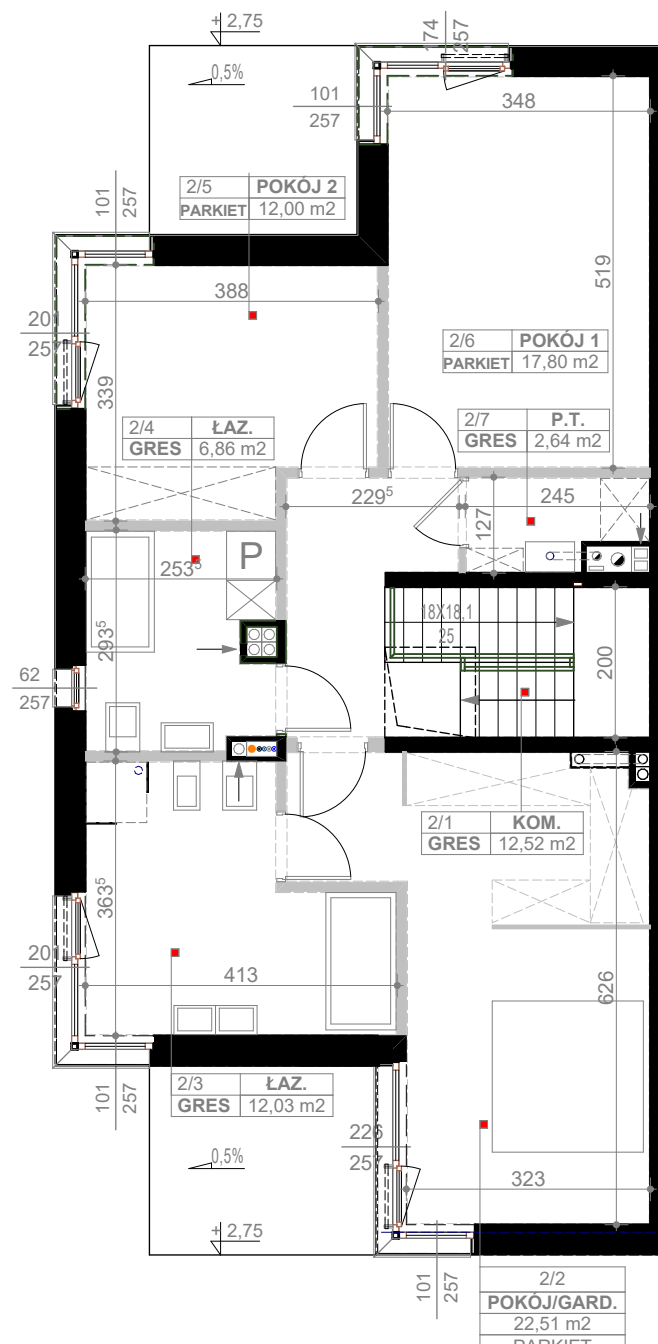 + 2,75
174
257
0,5%
101
257
348
2/5 POKÓJ 2
PARKIET 12,00 m2
101
257
519
388
201
257
339
2/6 POKÓJ 1
PARKIET 17,80 m2
2/4 ŁAZ.
GRES 6,86 m2
2/7 P.T.
GRES 2,64 m2
229⁵
245
127
P
253⁵
293⁵
18X18,1
25
200
62
257
2/1 KOM.
GRES 12,52 m2
363⁵
201
257
413
626
2/3 ŁAZ.
GRES 12,03 m2
101
257
226
257
0,5%
323
+ 2,75
101
257
2/2
POKÓJ/GARD.
22,51 m2
PARKIET